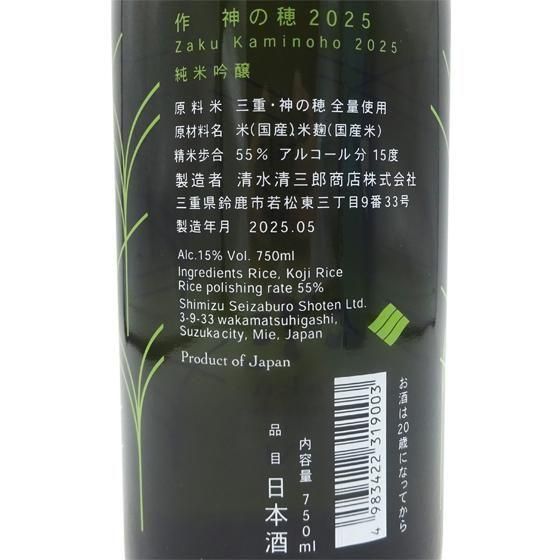 作 神の穂2025
Zaku Kaminoho 2025
純米吟醸
原料米 三重・神の穂 全量使用
原材料名 米(国産)、米麹(国産米)
精米歩合 55% アルコール分 15度
製造者 清水清三郎商店株式会社
三重県鈴鹿市若松東三丁目9番33号
製造年月 2025.05
Alc.15% Vol. 750ml
Ingredients Rice, Koji Rice
Rice polishing rate 55%
Shimizu Seizaburo Shoten Ltd.
3-9-33 wakamatsuhigashi,
Suzukacity, Mie, Japan
Product of Japan
お酒は20歳になってから
4 983422 319003
内容量 750ml
品目 日本酒